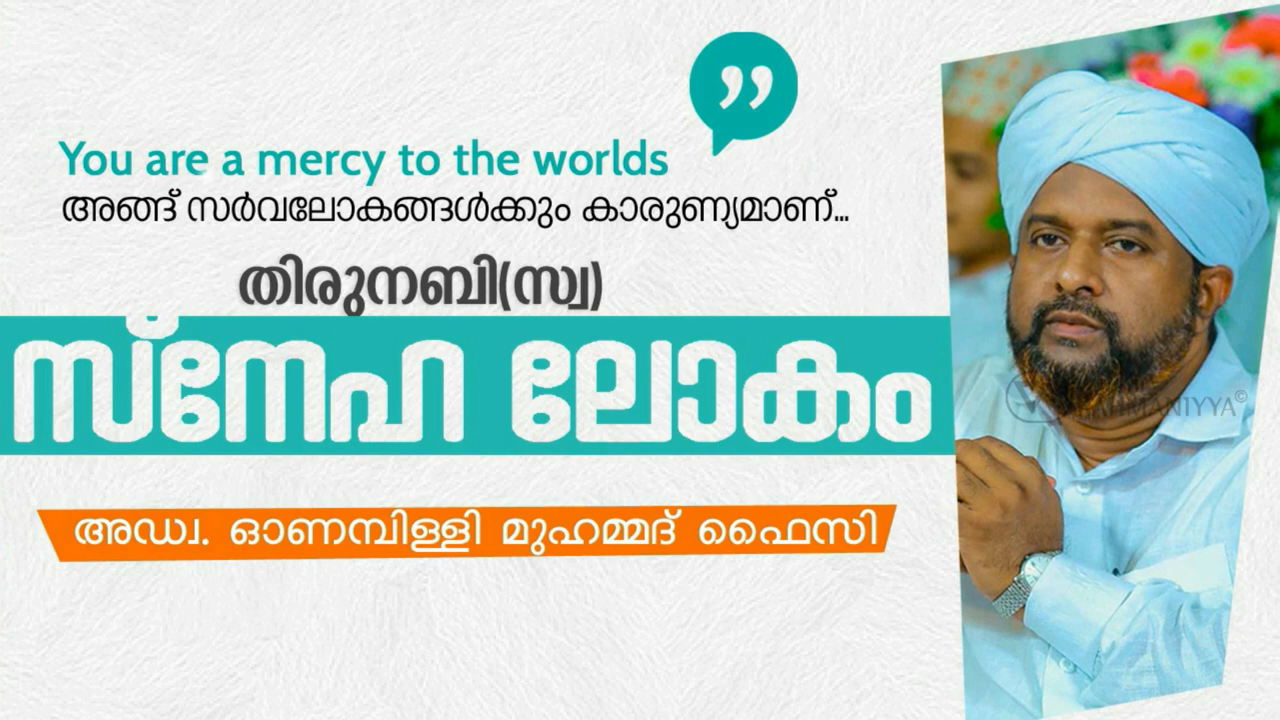 You are a mercy to the worlds
അങ്ങ് സർവലോകങ്ങൾക്കും കാരുണ്യമാണ്...
തിരുനബി(സ്വ)
സ്നേഹ ലോകം
അഡ്വ. ഓണമ്പിള്ളി മുഹമ്മദ് ഫൈസി